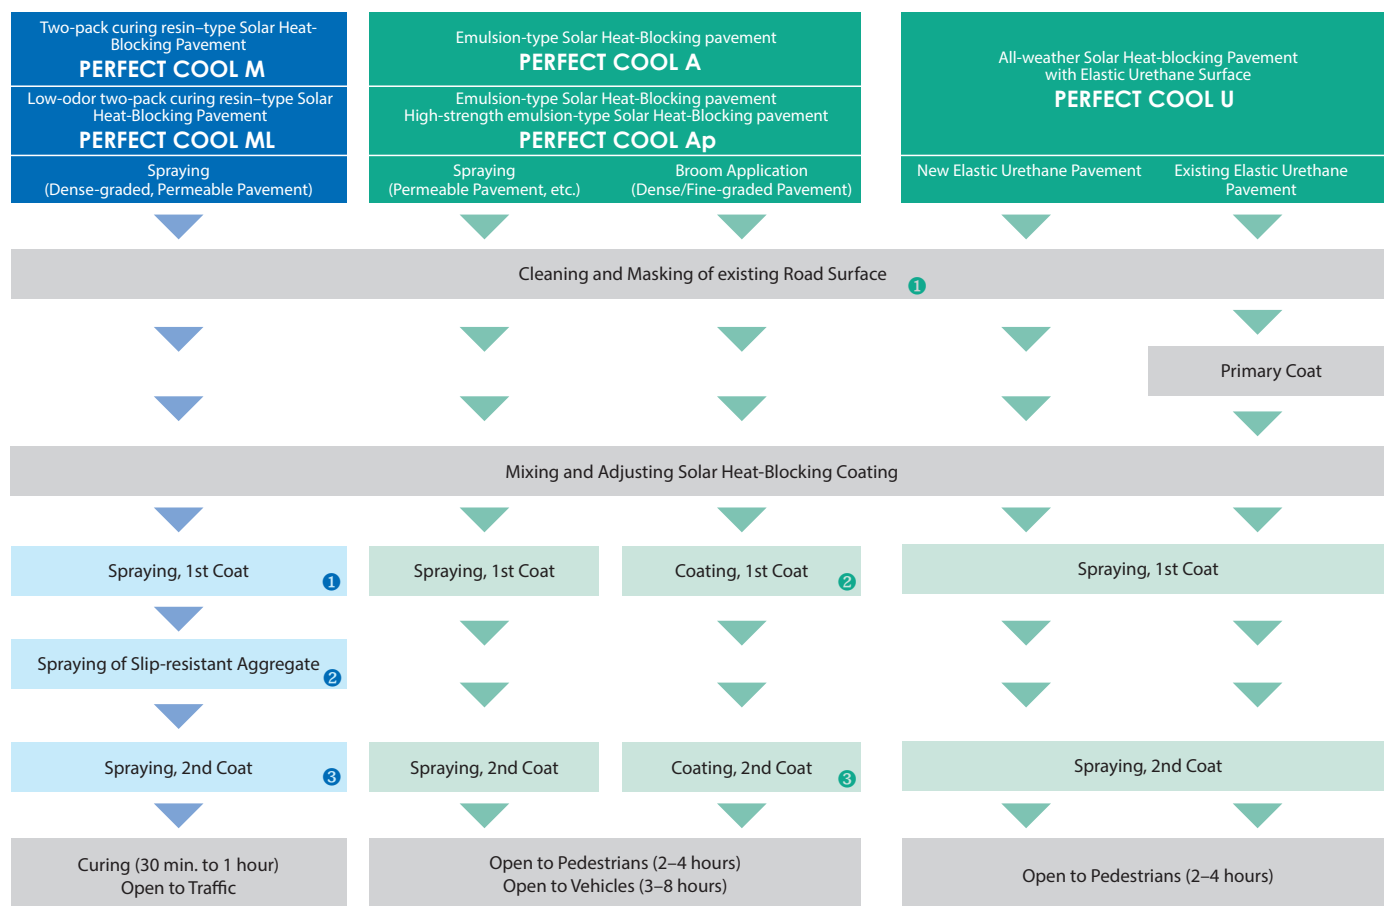 Two-pack curing resin–type Solar Heat-
Blocking Pavement
PERFECT COOL M
Low-odor two-pack curing resin–type Solar
Heat-Blocking Pavement
PERFECT COOL ML
Spraying
(Dense-graded, Permeable Pavement)
Emulsion-type Solar Heat-Blocking pavement
PERFECT COOL A
Emulsion-type Solar Heat-Blocking pavement
High-strength emulsion-type Solar Heat-Blocking pavement
PERFECT COOL Ap
Spraying
(Permeable Pavement, etc.)
Broom Application
(Dense/Fine-graded Pavement)
All-weather Solar Heat-blocking Pavement
with Elastic Urethane Surface
PERFECT COOL U
New Elastic Urethane Pavement
Existing Elastic Urethane
Pavement
Cleaning and Masking of existing Road Surface ❶
Primary Coat
Mixing and Adjusting Solar Heat-Blocking Coating
Spraying, 1st Coat ❶
Spraying, 1st Coat
Coating, 1st Coat ❷
Spraying, 1st Coat
Spraying of Slip-resistant Aggregate ❷
Spraying, 2nd Coat ❸
Spraying, 2nd Coat
Coating, 2nd Coat ❸
Spraying, 2nd Coat
Curing (30 min. to 1 hour)
Open to Traffic
Open to Pedestrians (2–4 hours)
Open to Vehicles (3–8 hours)
Open to Pedestrians (2–4 hours)